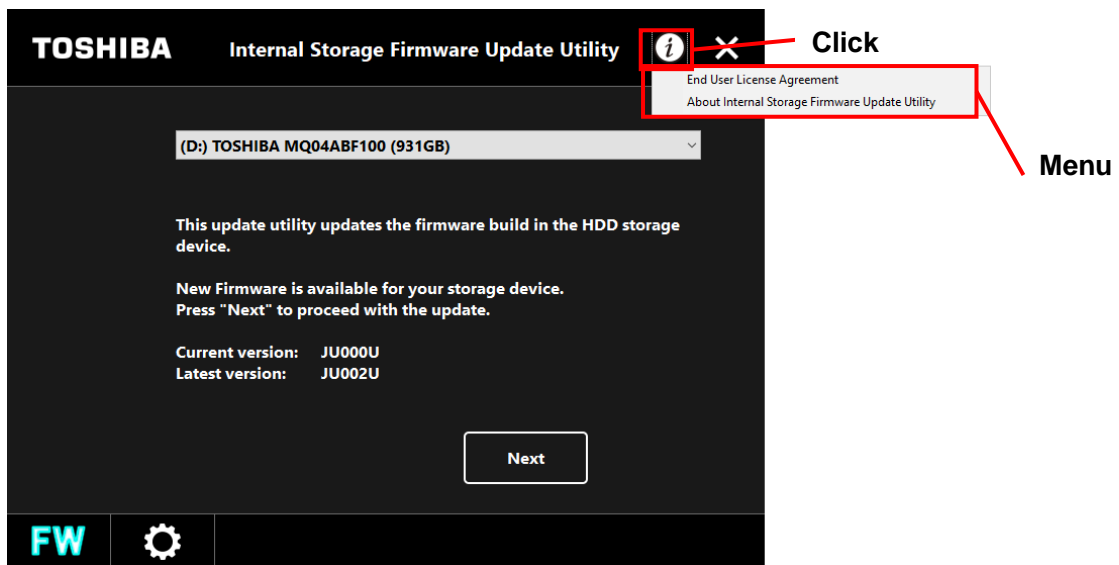 TOSHIBA
Internal Storage Firmware Update Utility
i
Click
End User License Agreement
About Internal Storage Firmware Update Utility
Menu
(D:) TOSHIBA MQ04ABF100 (931GB)
This update utility updates the firmware build in the HDD storage
device.
New Firmware is available for your storage device.
Press "Next" to proceed with the update.
Current version: JU000U
Latest version: JU002U
Next
FW